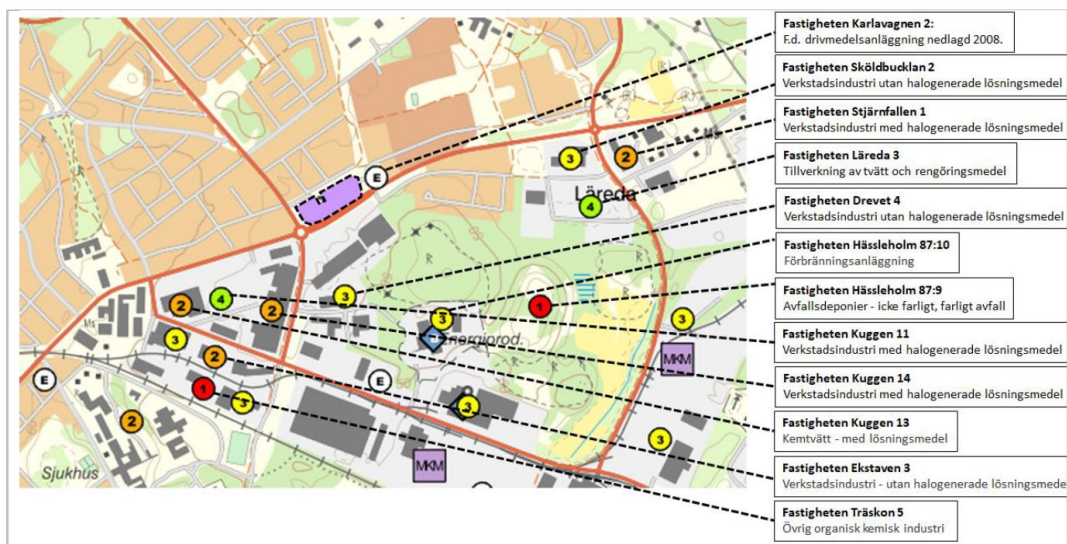 Fastigheten Karlavagnen 2:
F.d. drivmedelsanläggning nedlagd 2008.
Fastigheten Sköldbucklan 2
Verkstadsindustri utan halogenerade lösningsmedel
Fastigheten Stjärnfallen 1
Verkstadsindustri med halogenerade lösningsmedel
Fastigheten Läreda 3
Tillverkning av tvätt och rengöringsmedel
Fastigheten Drevet 4
Verkstadsindustri utan halogenerade lösningsmedel
Fastigheten Hässleholm 87:10
Förbränningsanläggning
Fastigheten Hässleholm 87:9
Avfallsdeponier - icke farligt, farligt avfall
Fastigheten Kuggen 11
Verkstadsindustri med halogenerade lösningsmedel
Fastigheten Kuggen 14
Verkstadsindustri med halogenerade lösningsmedel
Fastigheten Kuggen 13
Kemtvätt - med lösningsmedel
Fastigheten Ekstaven 3
Verkstadsindustri - utan halogenerade lösningsmede
Fastigheten Träskon 5
Övrig organisk kemisk industri
E
3
2
Läreda
4
3
2
4
2
3
1
3
Energiprod.
Ms
3
2
MKM
E
1
3
E
3
2
3
Sjukhus
MKM